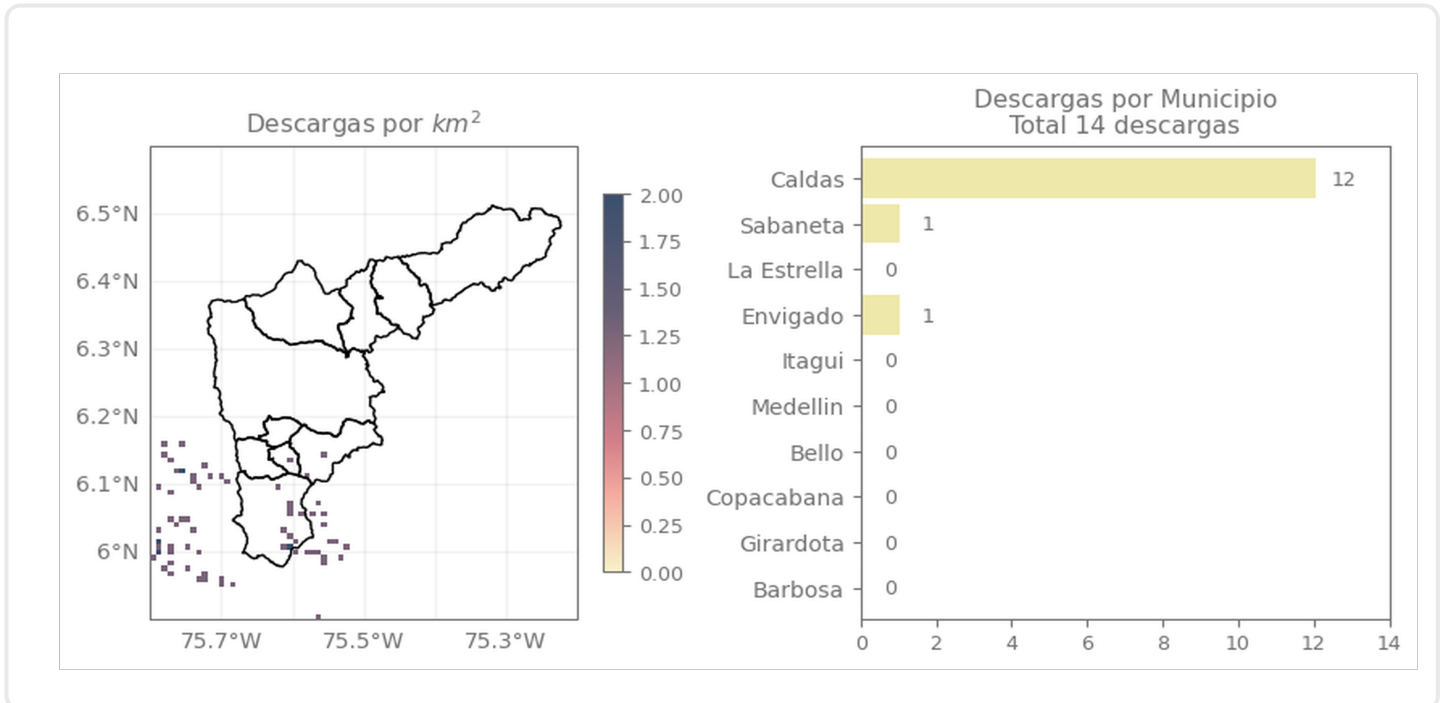 Descargas por km²
6.5°N
6.4°N
6.3°N
6.2°N
6.1°N
6°N
75.7°W 75.5°W 75.3°W
2.00
1.75
1.50
1.25
1.00
0.75
0.50
0.25
0.00
Descargas por Municipio
Total 14 descargas
Caldas 12
Sabaneta 1
La Estrella 0
Envigado 1
Itagui 0
Medellin 0
Bello 0
Copacabana 0
Girardota 0
Barbosa 0
0 2 4 6 8 10 12 14